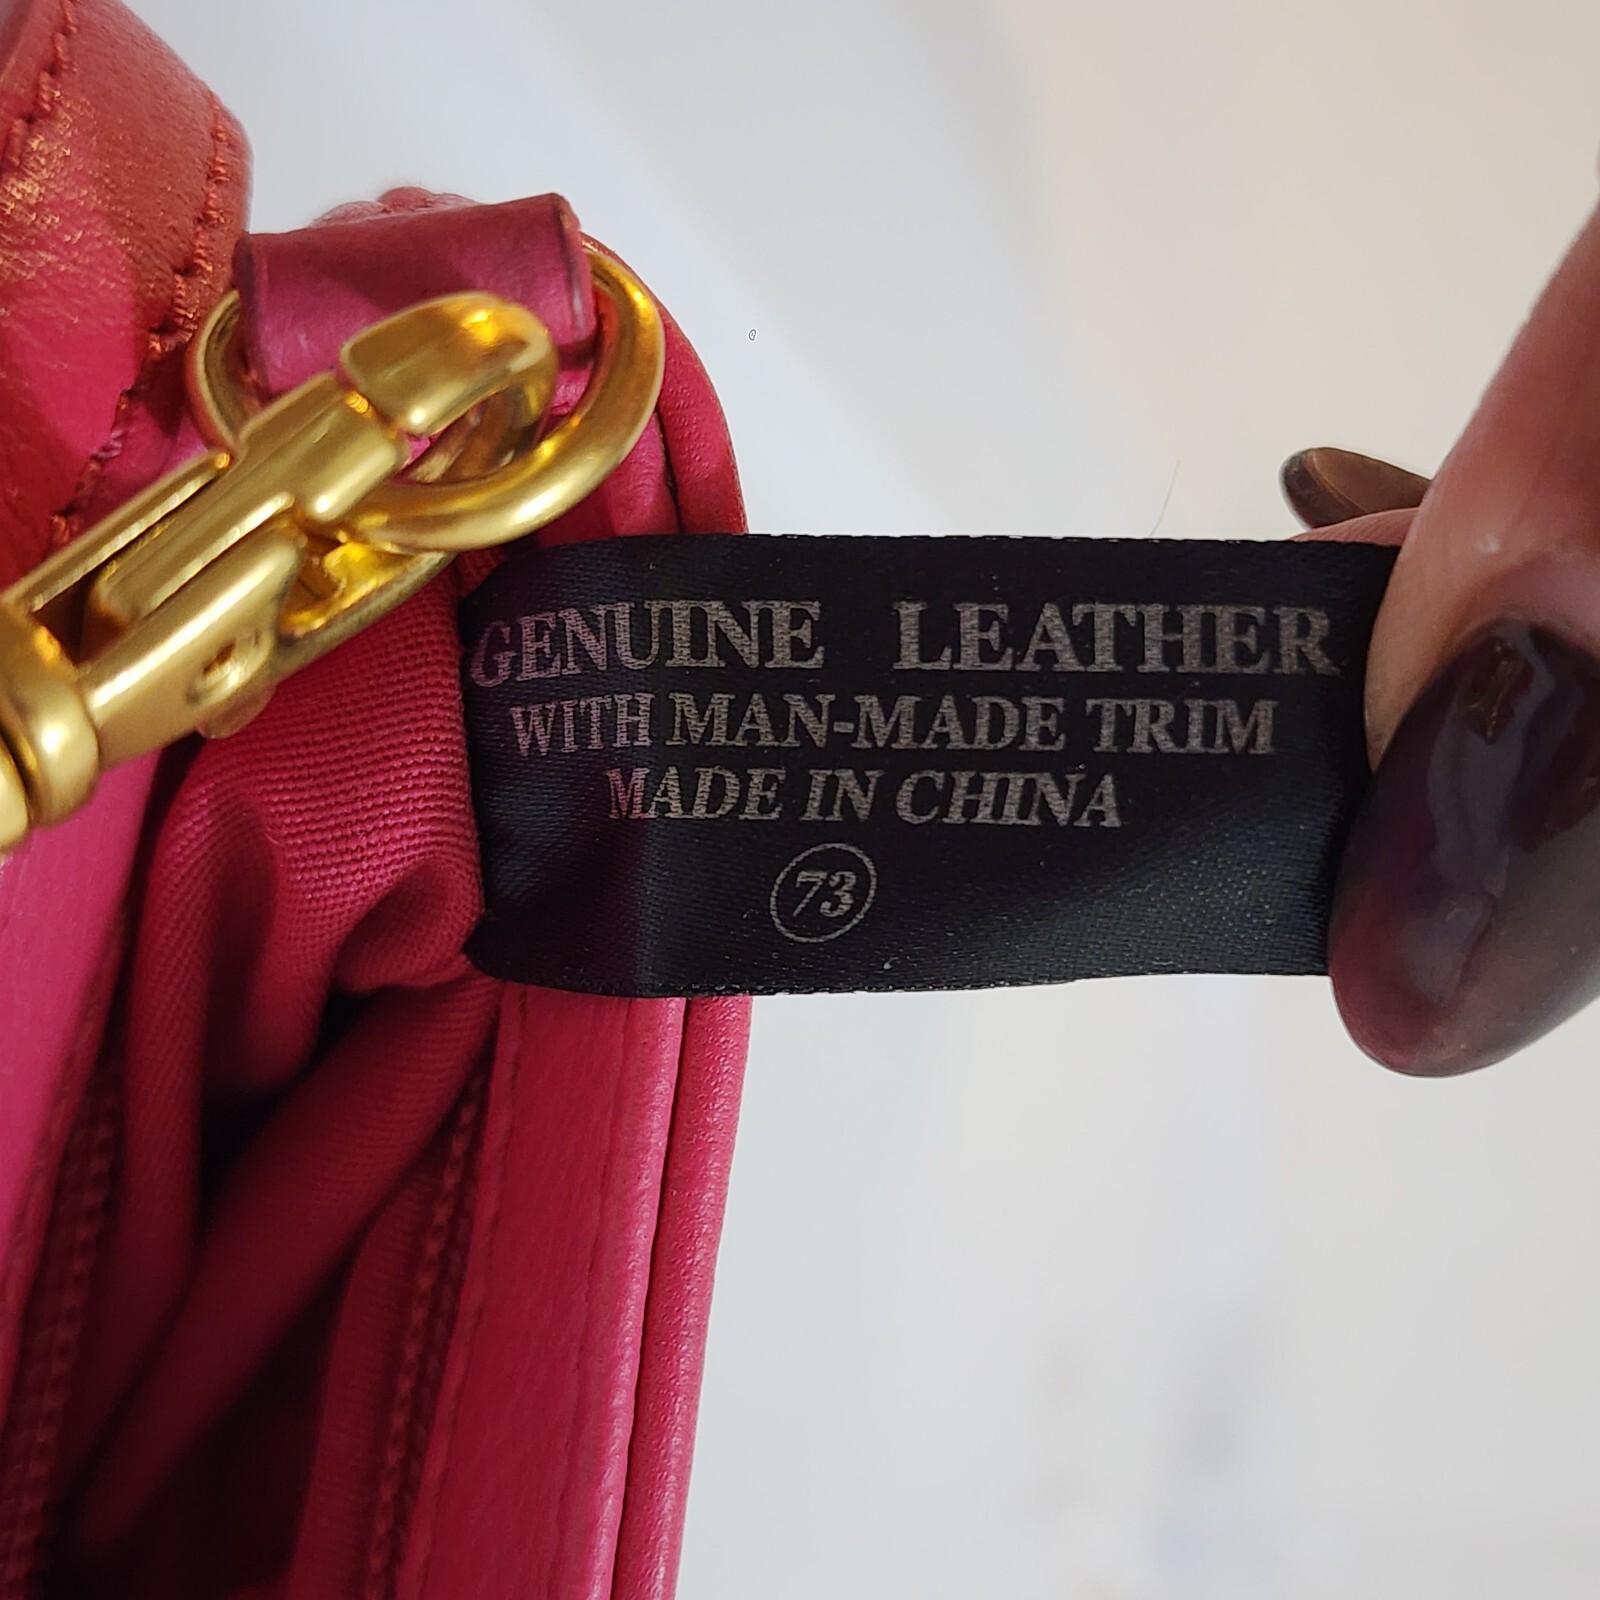 GENUINE LEATHER
WITH MAN-MADE TRIM
MADE IN CHINA
73